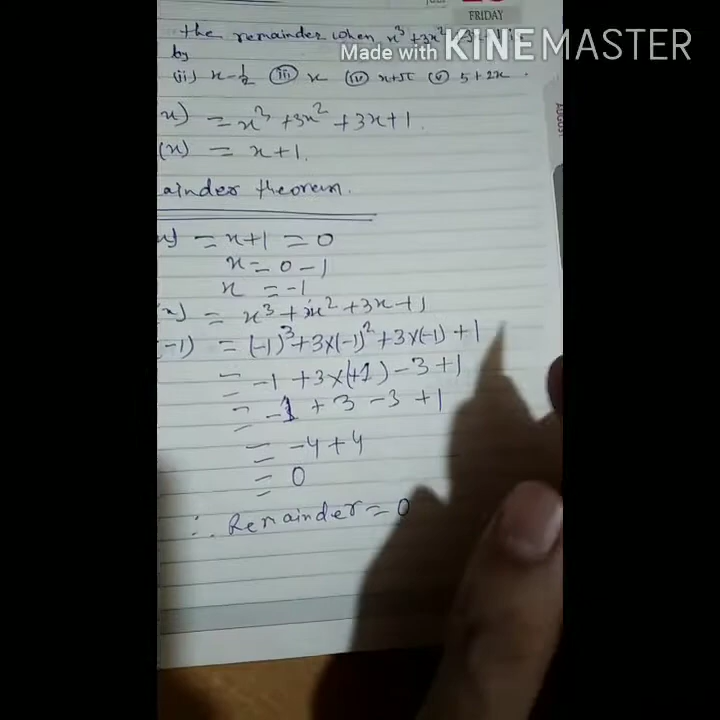 FRIDAY
the remainder when x³ + 3x² + 3x + 1 i
Made with KINEMASTER
by
(ii) x - 1/2 (iii) x (iv) x+π (v) 5 + 2x .
x) = x³ + 3x² + 3x + 1.
(x) = x + 1.
ainder theorem.
= x + 1 = 0
x = 0 - 1
x = -1
(x) = x³ + 3x² + 3x + 1
-1) = (-1)³ + 3×(-1)² + 3×(-1) + 1
= -1 + 3×(+1) - 3 + 1
= -1 + 3 - 3 + 1
= -4 + 4
= 0
∴ Remainder = 0
AUGUST